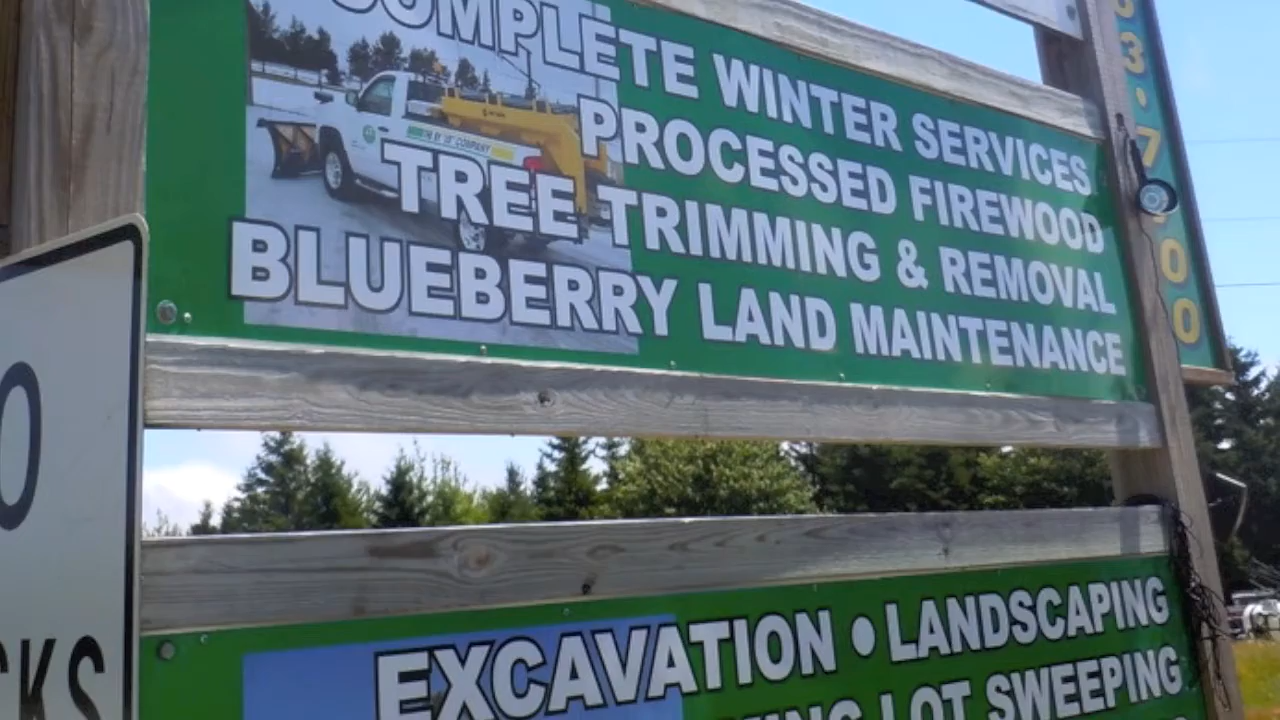 COMPLETE WINTER SERVICES
PROCESSED FIREWOOD
TREE TRIMMING & REMOVAL
BLUEBERRY LAND MAINTENANCE
EXCAVATION • LANDSCAPING
LOT SWEEPING